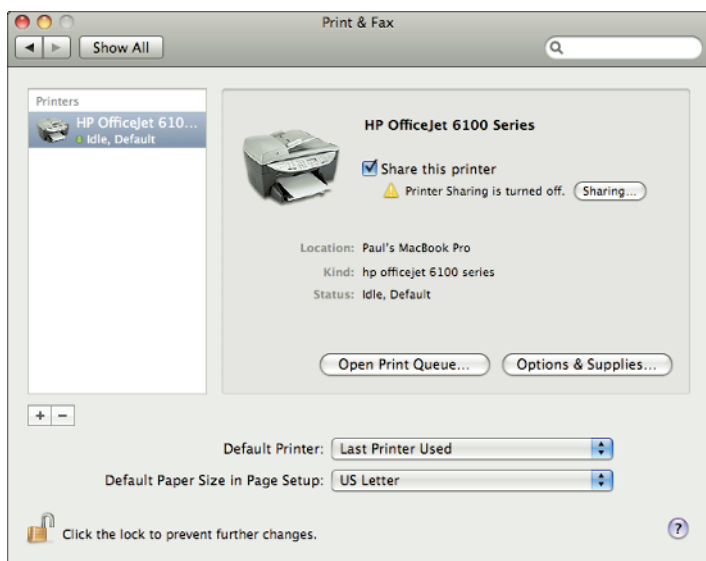 Print & Fax
Show All
Printers
HP OfficeJet 610...
Idle, Default
HP OfficeJet 6100 Series
Share this printer
Printer Sharing is turned off. Sharing...
Location: Paul's MacBook Pro
Kind: hp officejet 6100 series
Status: Idle, Default
Open Print Queue... Options & Supplies...
+ −
Default Printer: Last Printer Used
Default Paper Size in Page Setup: US Letter
Click the lock to prevent further changes. ?